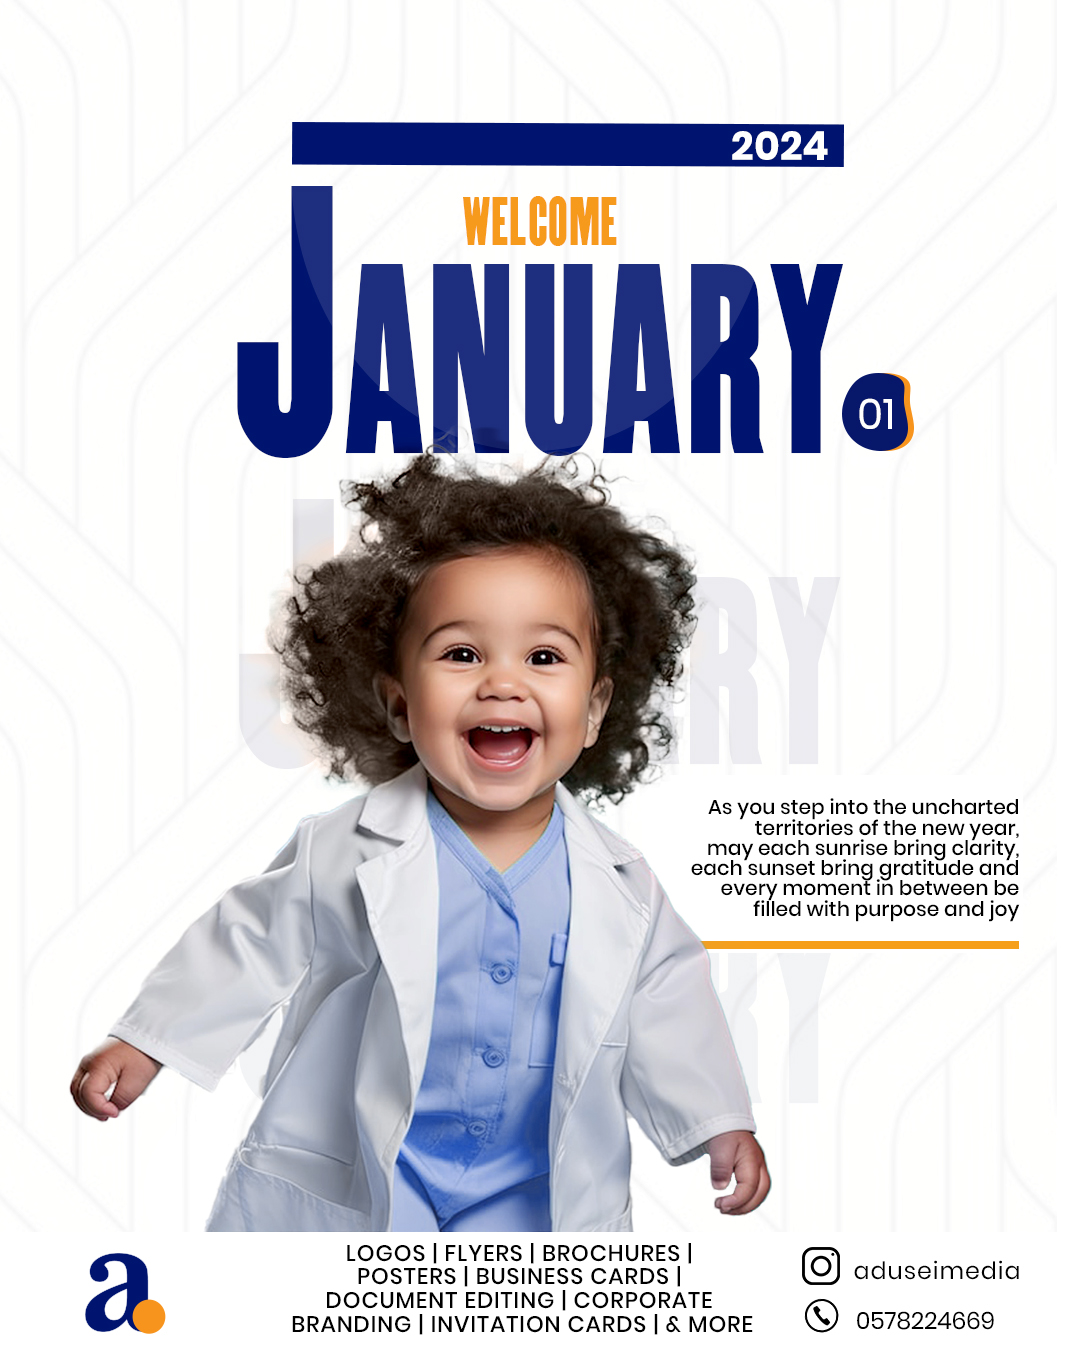 2024
WELCOME
JANUARY
01
As you step into the uncharted
territories of the new year,
may each sunrise bring clarity,
each sunset bring gratitude and
every moment in between be
filled with purpose and joy
a
LOGOS | FLYERS | BROCHURES |
POSTERS | BUSINESS CARDS |
DOCUMENT EDITING | CORPORATE
BRANDING | INVITATION CARDS | & MORE
aduseimedia
0578224669